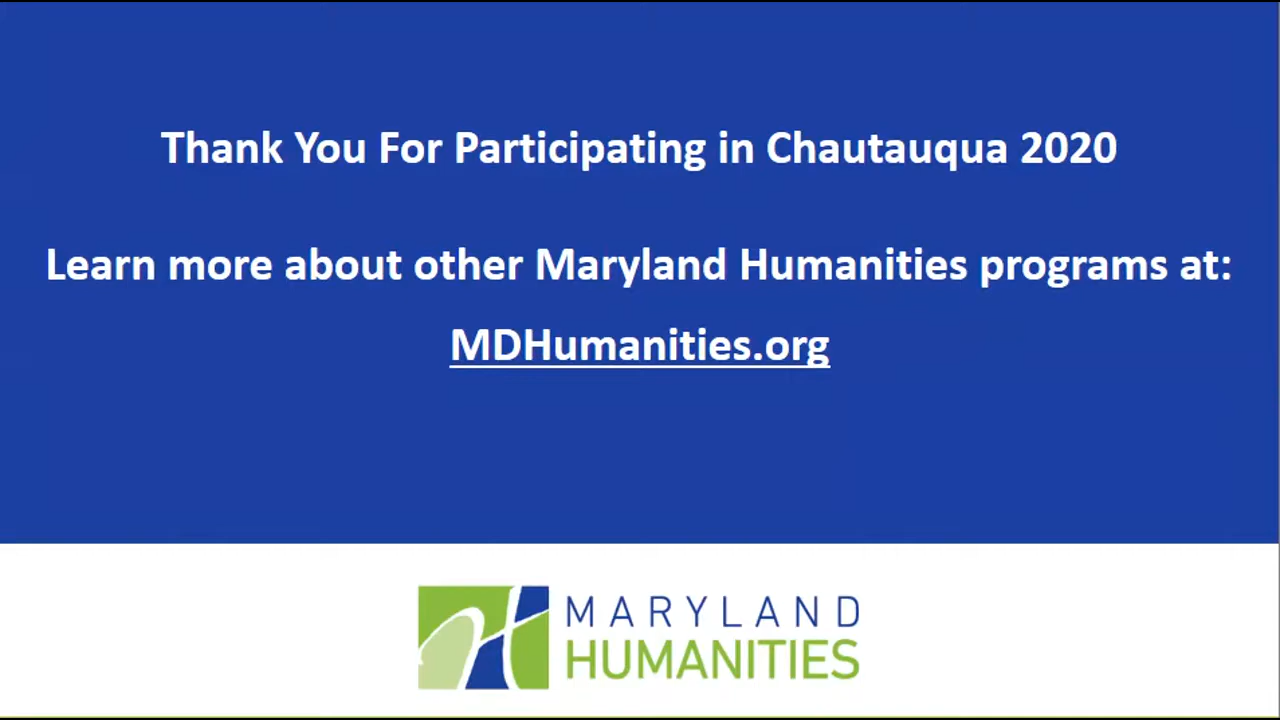 Thank You For Participating in Chautauqua 2020
Learn more about other Maryland Humanities programs at:
MDHumanities.org
MARYLAND
HUMANITIES